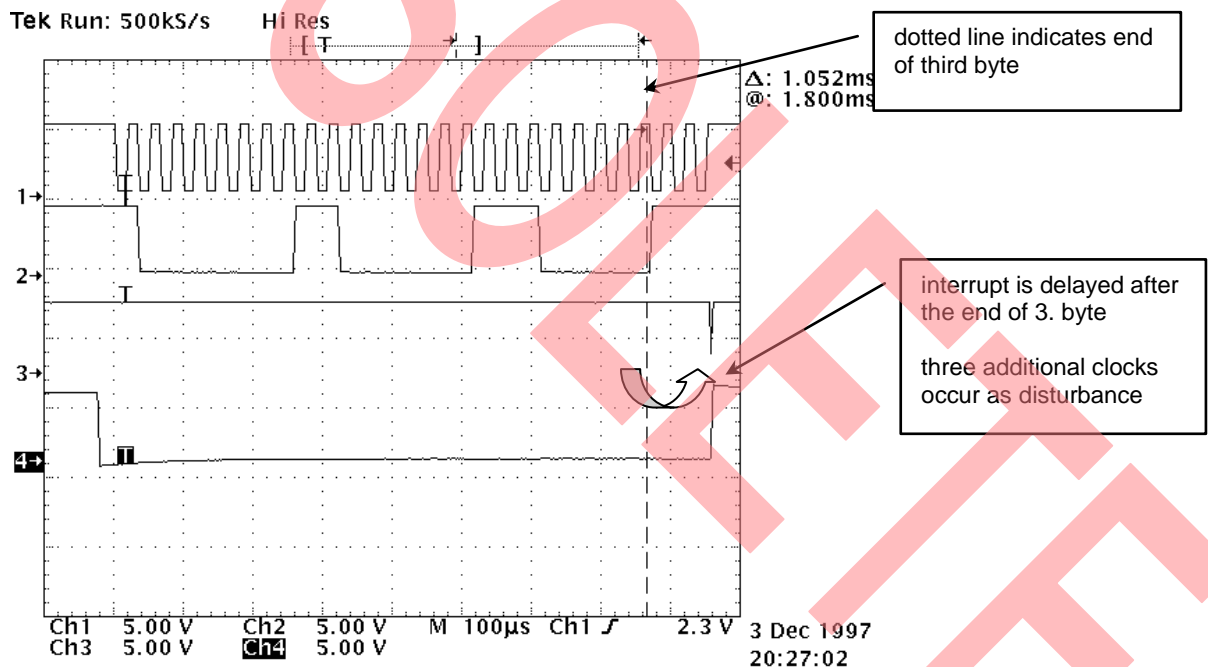 Tek Run: 500kS/s Hi Res
[ T ]
dotted line indicates end
of third byte
Δ: 1.052ms
@: 1.800ms
1→
T
2→
T
interrupt is delayed after
the end of 3. byte
three additional clocks
occur as disturbance
3→
4→
T
Ch1 5.00 V Ch2 5.00 V M 100µs Ch1 ʃ 2.3 V
Ch3 5.00 V Ch4 5.00 V
3 Dec 1997
20:27:02